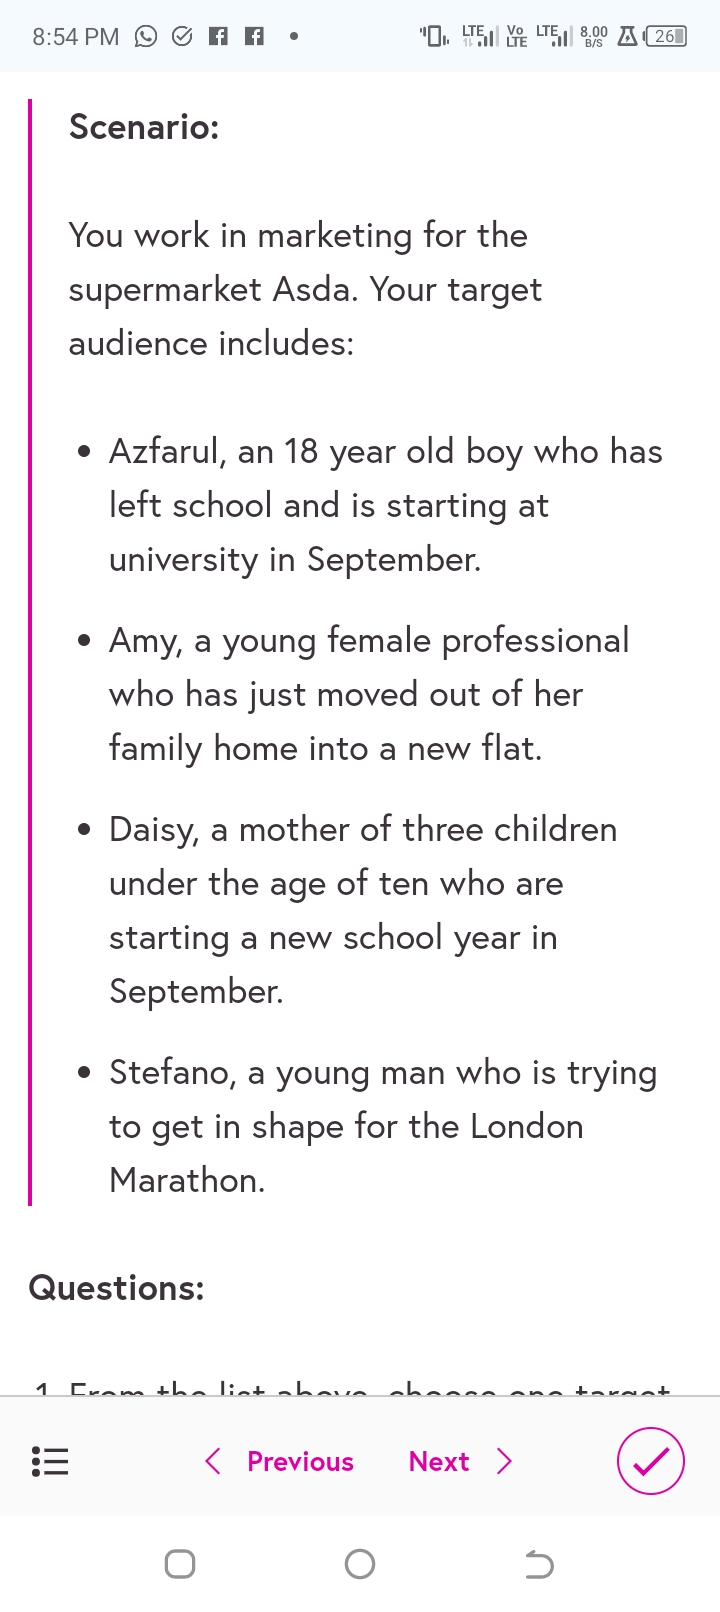 8:54 PM
LTE Vo LTE LTE 8.00 B/S 26
Scenario:
You work in marketing for the
supermarket Asda. Your target
audience includes:
• Azfarul, an 18 year old boy who has
left school and is starting at
university in September.
• Amy, a young female professional
who has just moved out of her
family home into a new flat.
• Daisy, a mother of three children
under the age of ten who are
starting a new school year in
September.
• Stefano, a young man who is trying
to get in shape for the London
Marathon.
Questions:
1. From the list above, choose one target
Previous Next